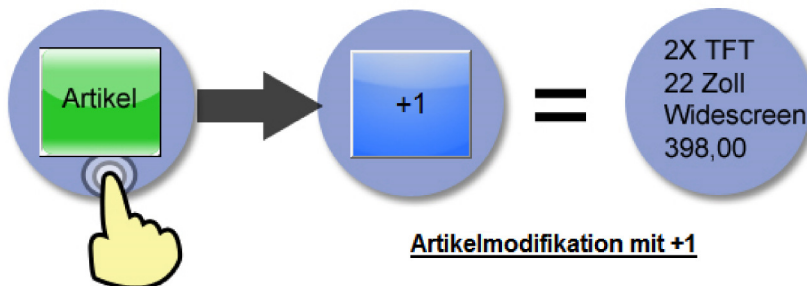 Artikel
+1
=
2X TFT
22 Zoll
Widescreen
398,00
Artikelmodifikation mit +1